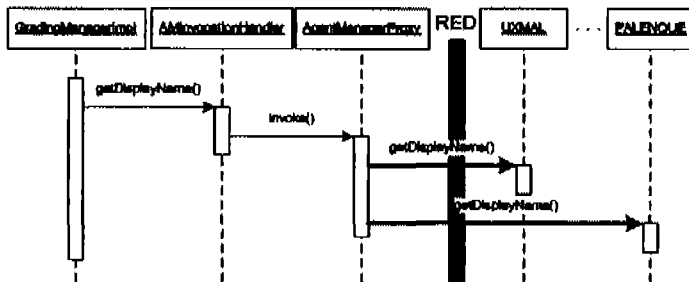 GradingManagerImpl
AMInvocationHandler
AgentManagerProxy
RED
UXMAL
. . .
PALENQUE
getDisplayName()
invoke()
getDisplayName()
getDisplayName()